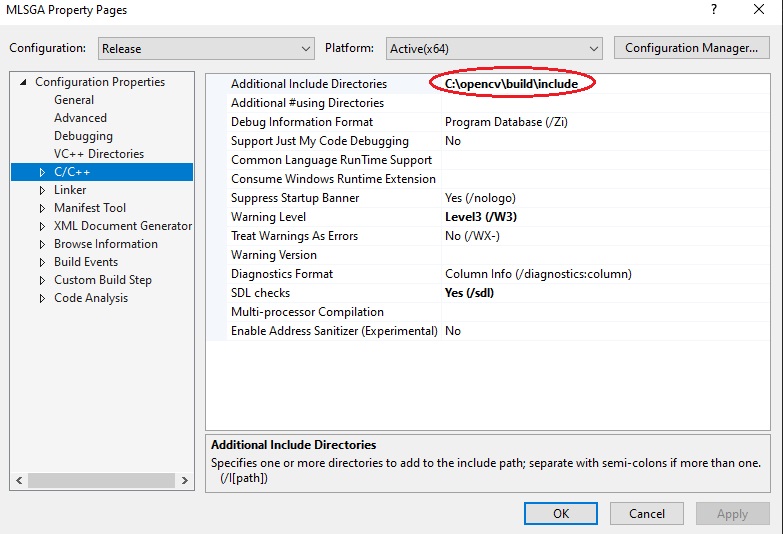 MLSGA Property Pages
? ×
Configuration: Release Platform: Active(x64) Configuration Manager...
Configuration Properties
General
Advanced
Debugging
VC++ Directories
C/C++
Linker
Manifest Tool
XML Document Generator
Browse Information
Build Events
Custom Build Step
Code Analysis
Additional Include Directories C:\opencv\build\include
Additional #using Directories
Debug Information Format Program Database (/Zi)
Support Just My Code Debugging No
Common Language RunTime Support
Consume Windows Runtime Extension
Suppress Startup Banner Yes (/nologo)
Warning Level Level3 (/W3)
Treat Warnings As Errors No (/WX-)
Warning Version
Diagnostics Format Column Info (/diagnostics:column)
SDL checks Yes (/sdl)
Multi-processor Compilation
Enable Address Sanitizer (Experimental) No
Additional Include Directories
Specifies one or more directories to add to the include path; separate with semi-colons if more than one.
(/I[path])
OK Cancel Apply